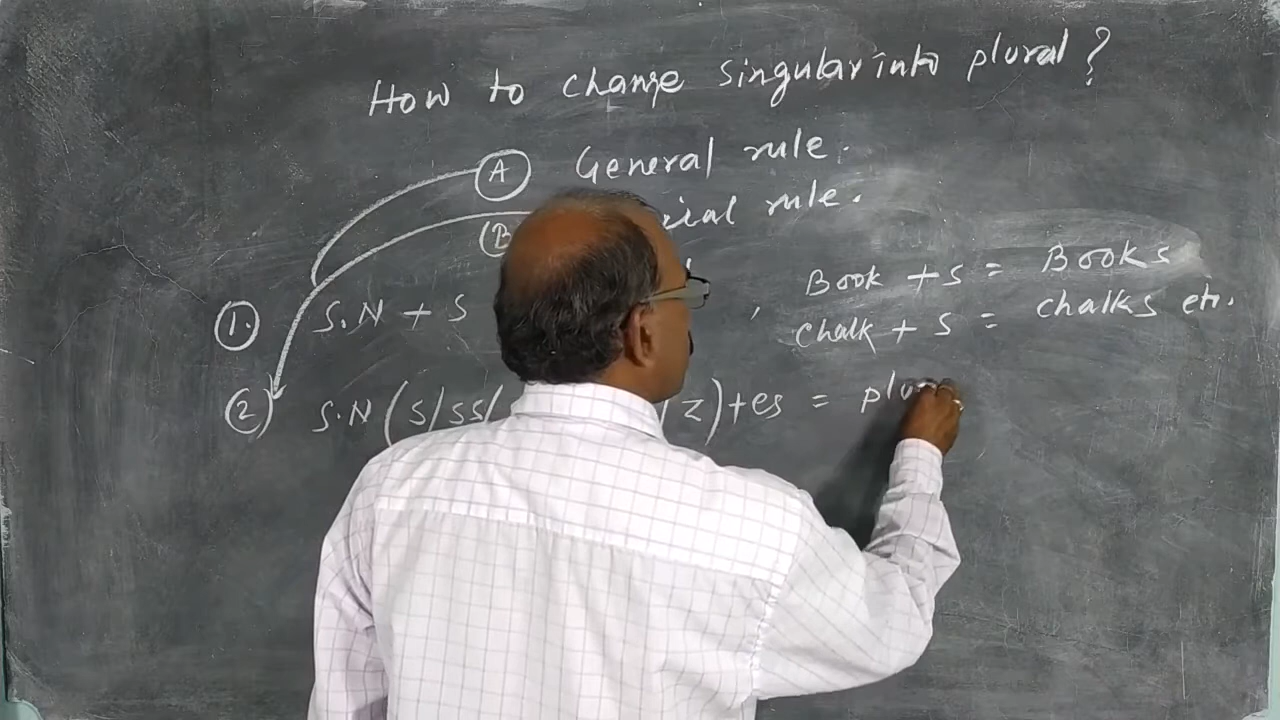 How to change singular into plural?
A General rule.
(B rule.
1. S.N + S , Book + s = Books
chalk + s = chalks etc.
2) S.N (s/ss/ z) + es = plu